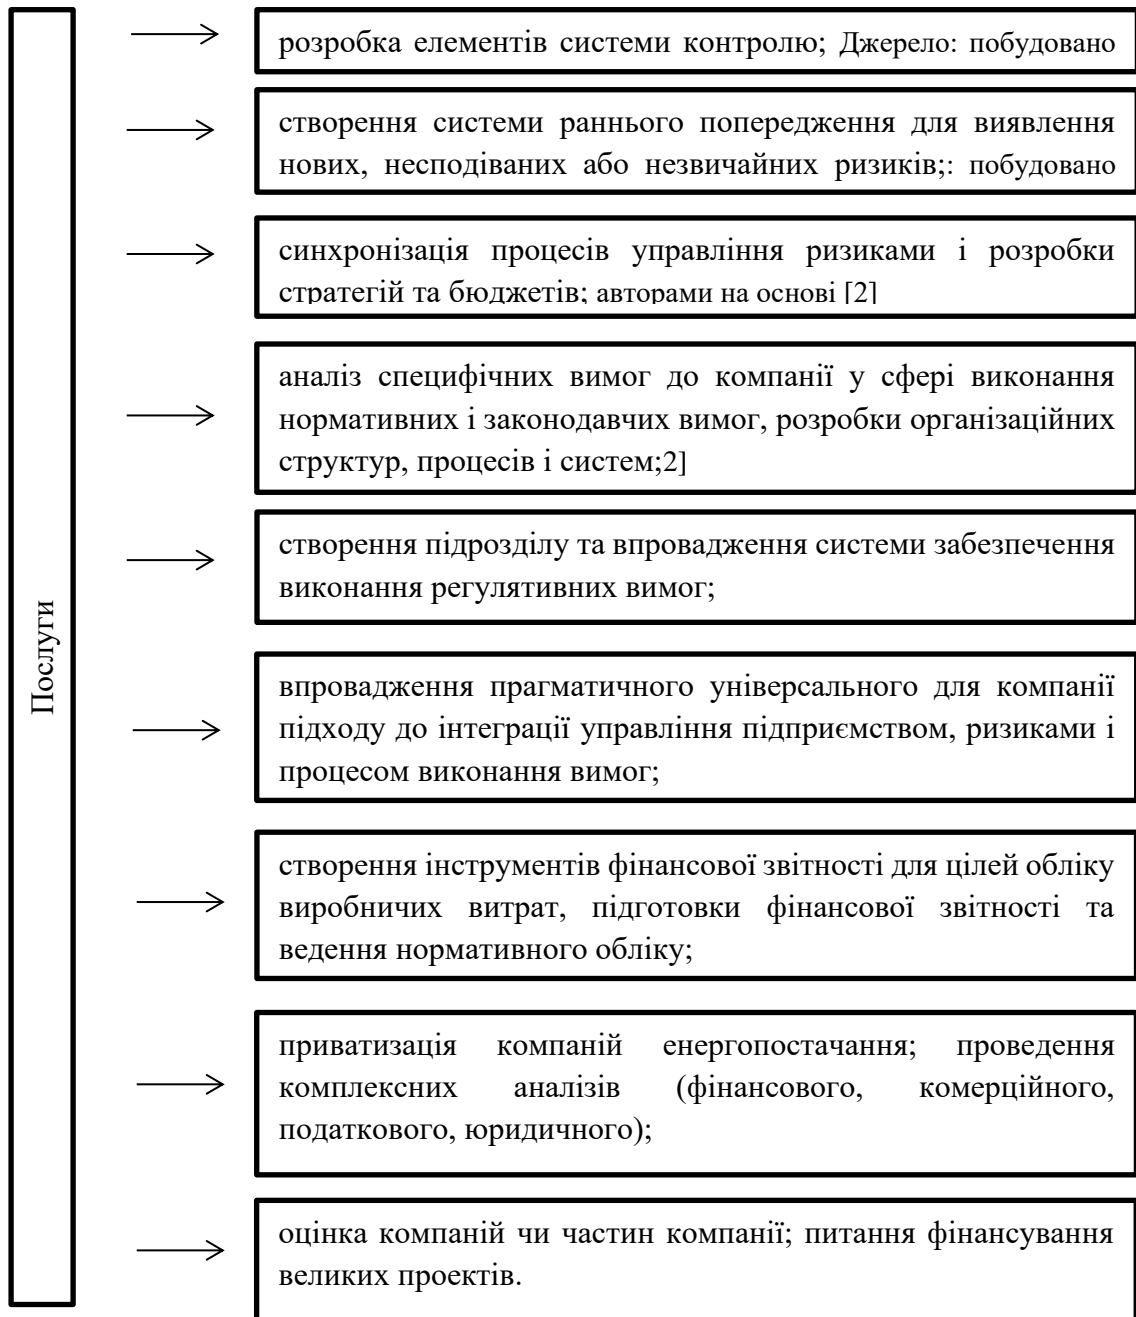 Послуги
розробка елементів системи контролю; Джерело: побудовано
створення системи раннього попередження для виявлення
нових, несподіваних або незвичайних ризиків;: побудовано
синхронізація процесів управління ризиками і розробки
стратегій та бюджетів; авторами на основі [2]
аналіз специфічних вимог до компанії у сфері виконання
нормативних і законодавчих вимог, розробки організаційних
структур, процесів і систем;2]
створення підрозділу та впровадження системи забезпечення
виконання регулятивних вимог;
впровадження прагматичного універсального для компанії
підходу до інтеграції управління підприємством, ризиками і
процесом виконання вимог;
створення інструментів фінансової звітності для цілей обліку
виробничих витрат, підготовки фінансової звітності та
ведення нормативного обліку;
приватизація компаній енергопостачання; проведення
комплексних аналізів (фінансового, комерційного,
податкового, юридичного);
оцінка компаній чи частин компанії; питання фінансування
великих проектів.